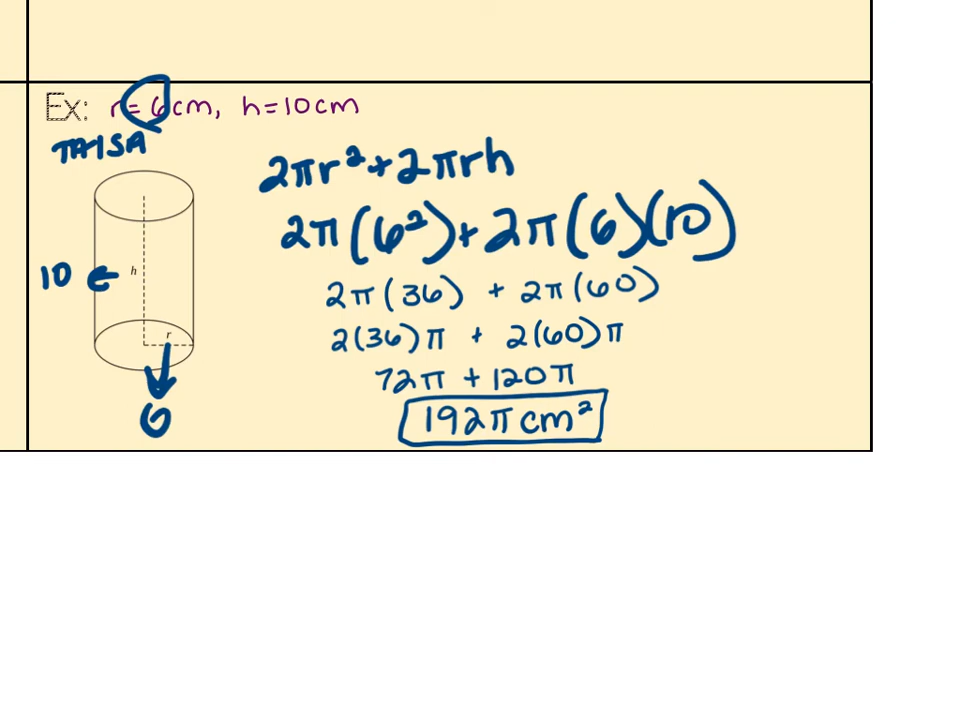 Ex: r=6cm, h=10cm
TA/SA
2πr²+2πrh
2π(6²)+2π(6)(10)
10 h
2π(36) + 2π(60)
2(36)π + 2(60)π
r
72π + 120π
6
192π cm²